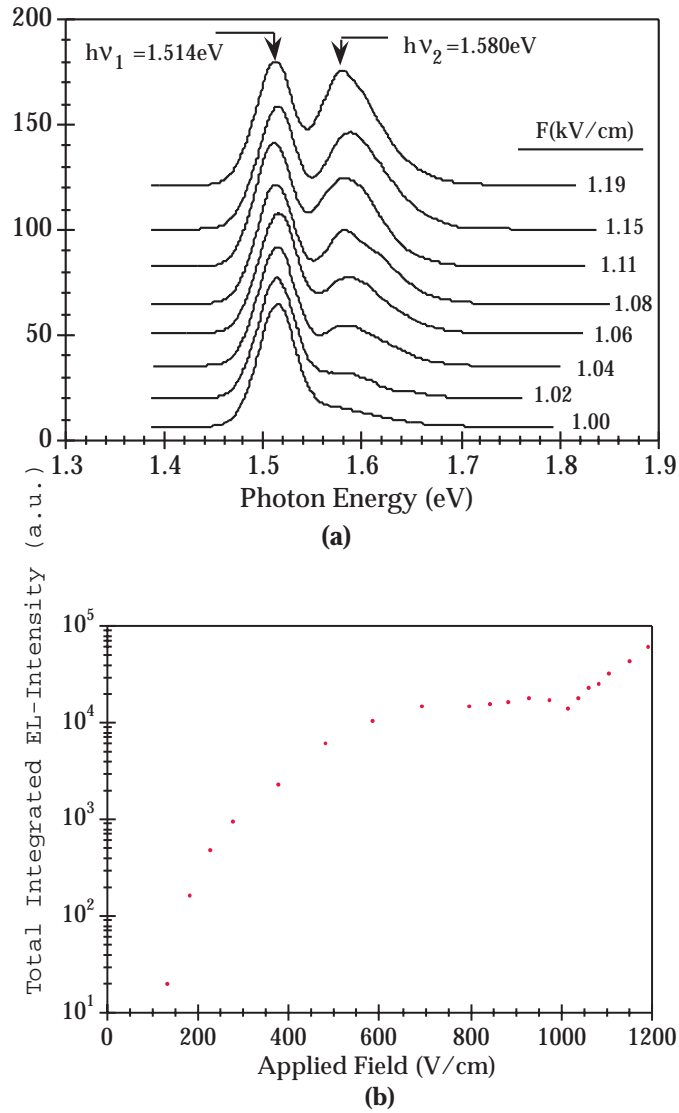 200
150
100
50
0
hν1 =1.514eV
hν2 =1.580eV
F(kV/cm)
1.19
1.15
1.11
1.08
1.06
1.04
1.02
1.00
1.3 1.4 1.5 1.6 1.7 1.8 1.9
Photon Energy (eV)
(a)
Total Integrated EL-Intensity (a.u.)
10^5
10^4
10^3
10^2
10^1
0 200 400 600 800 1000 1200
Applied Field (V/cm)
(b)